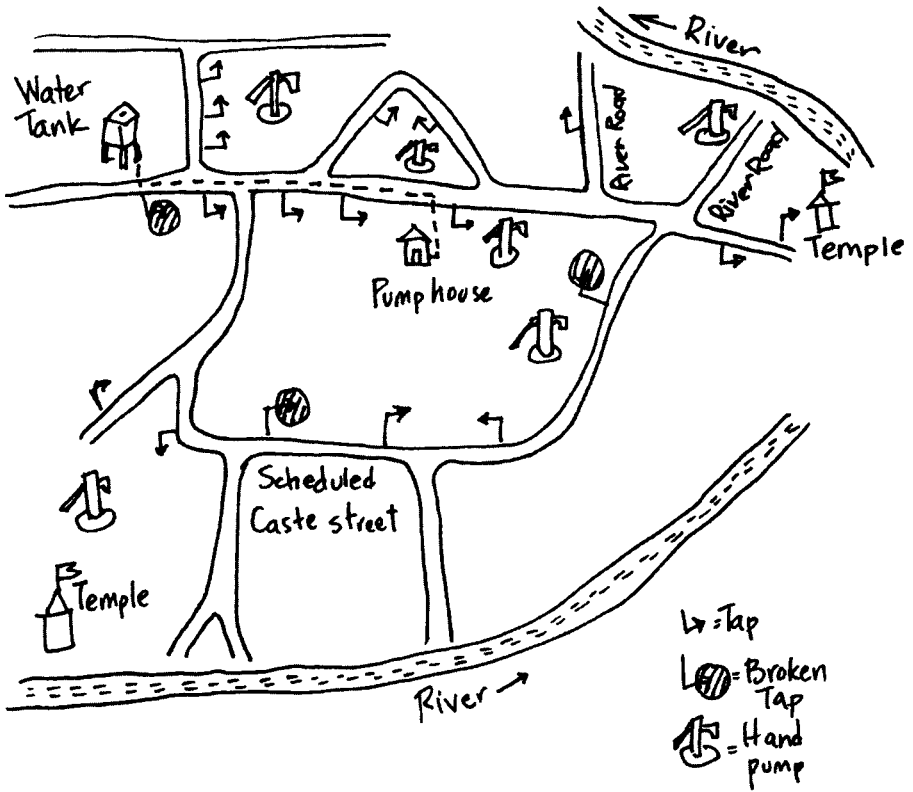 River
Water
Tank
River Road
River Road
Temple
Pumphouse
Scheduled
Caste street
Temple
River
= Tap
= Broken
Tap
= Hand
pump